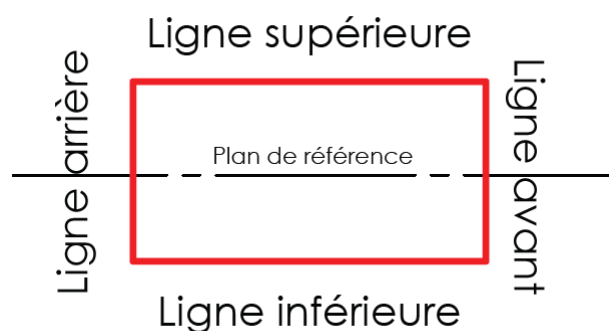 Ligne supérieure
Ligne arrière
Plan de référence
Ligne avant
Ligne inférieure